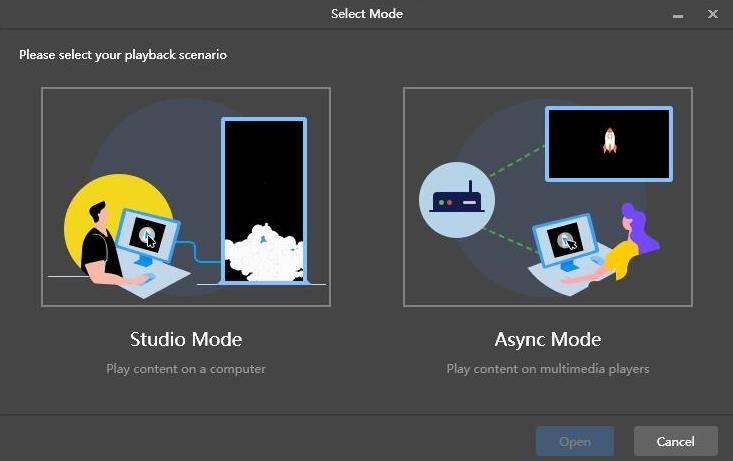 Select Mode
Please select your playback scenario
Studio Mode
Play content on a computer
Async Mode
Play content on multimedia players
Open
Cancel